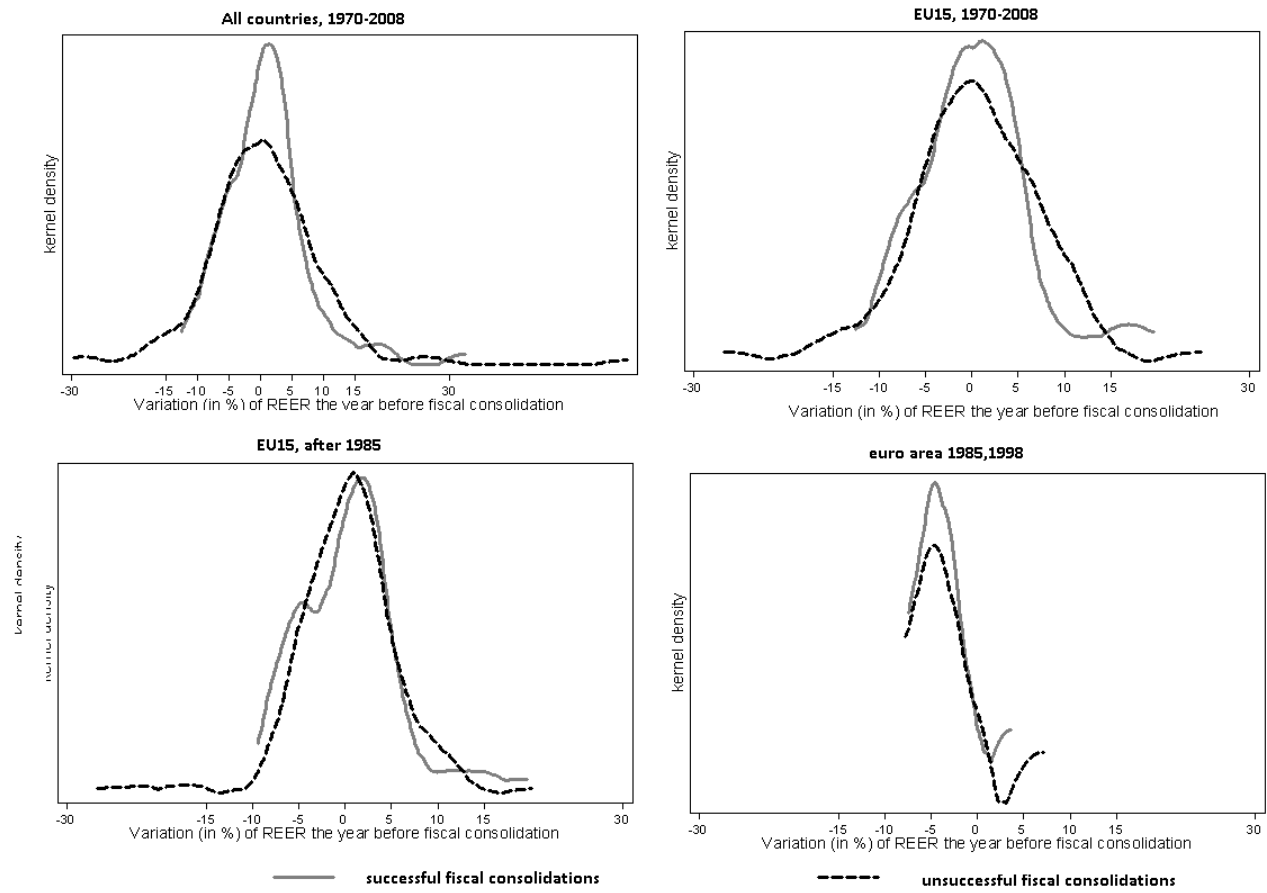 All countries, 1970-2008
kernel density
-30 -15 -10 -5 0 5 10 15 30
Variation (in %) of REER the year before fiscal consolidation
EU15, 1970-2008
kernel density
-30 -15 -10 -5 0 5 10 15 30
Variation (in %) of REER the year before fiscal consolidation
EU15, after 1985
kernel density
kernel density
-30 -15 -10 -5 0 5 10 15 30
Variation (in %) of REER the year before fiscal consolidation
euro area 1985,1998
kernel density
-30 -15 -10 -5 0 5 10 15 30
Variation (in %) of REER the year before fiscal consolidation
successful fiscal consolidations
unsuccessful fiscal consolidations